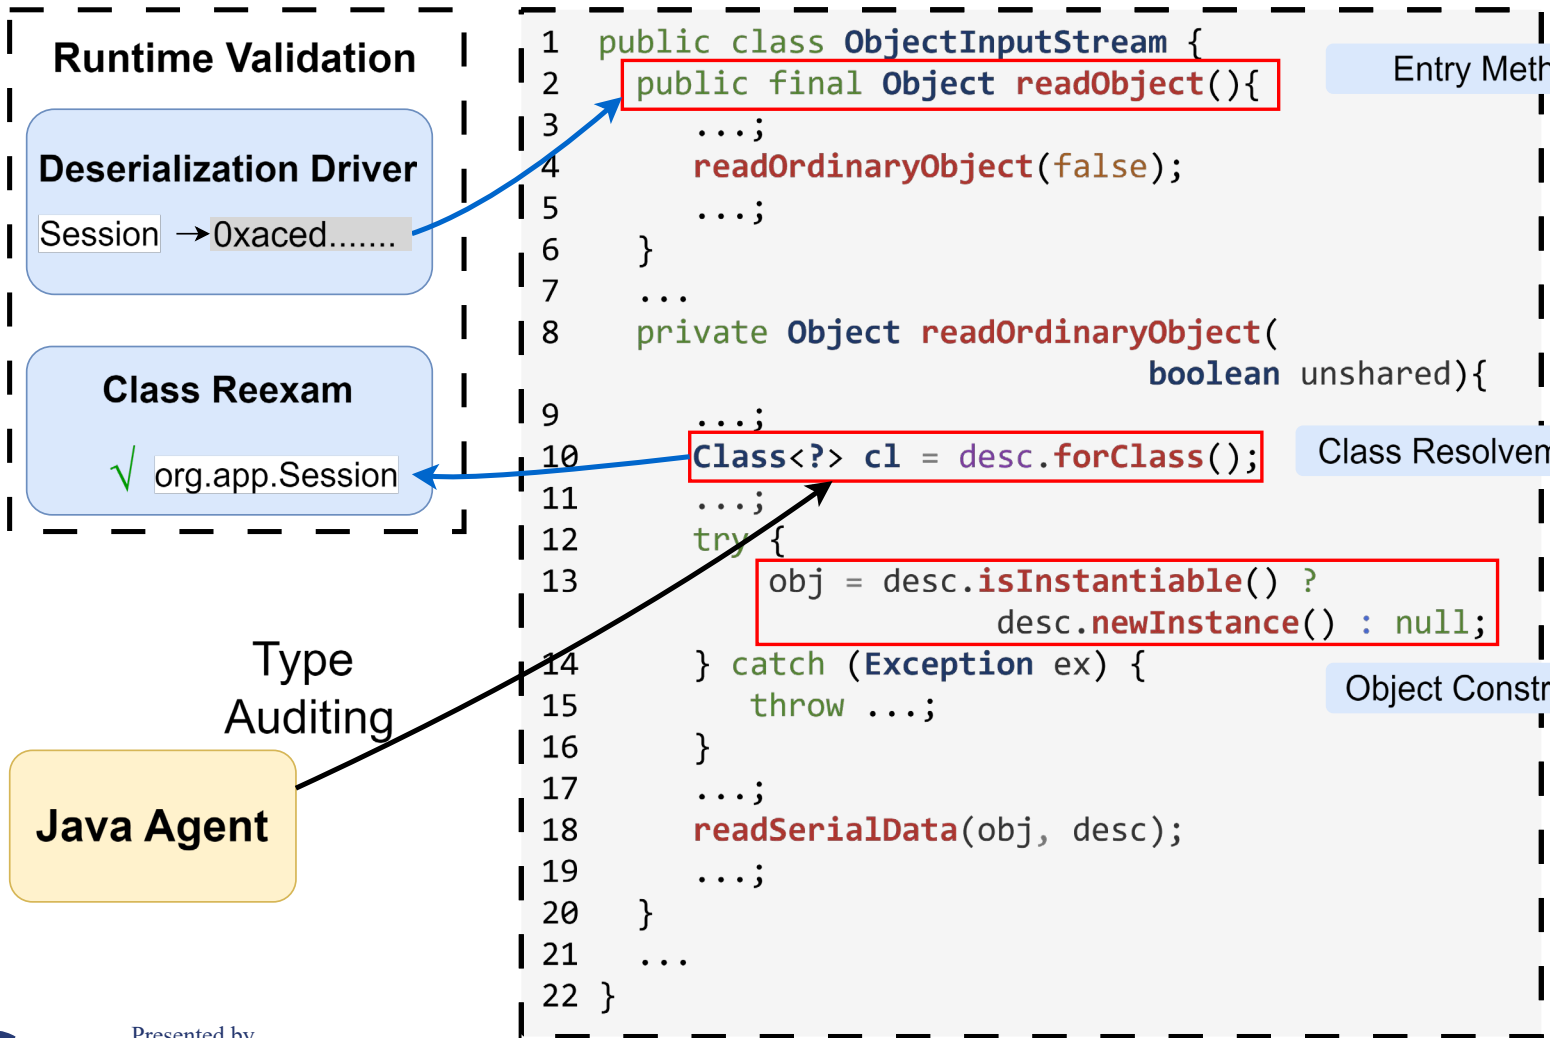 Runtime Validation
Deserialization Driver
Session → 0xaced.......
Class Reexam
√ org.app.Session
Type
Auditing
Java Agent
Presented by
1 public class ObjectInputStream {
2 public final Object readObject(){
3 ...;
4 readOrdinaryObject(false);
5 ...;
6 }
7 ...
8 private Object readOrdinaryObject(
boolean unshared){
9 ...;
10 Class<?> cl = desc.forClass();
11 ...;
12 try {
13 obj = desc.isInstantiable() ?
desc.newInstance() : null;
14 } catch (Exception ex) {
15 throw ...;
16 }
17 ...;
18 readSerialData(obj, desc);
19 ...;
20 }
21 ...
22 }
Entry Meth
Class Resolvem
Object Constr